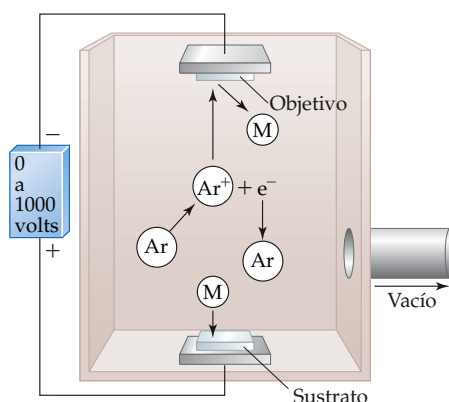 Objetivo
M
−
0
a
1000
volts
+
Ar⁺ + e⁻
Ar
Ar
M
Vacío
Sustrato